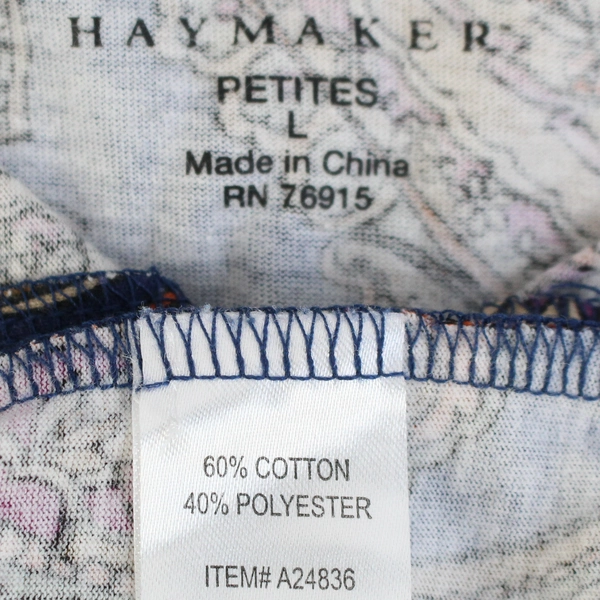 HAYMAKER
PETITES
L
Made in China
RN 76915
60% COTTON
40% POLYESTER
ITEM# A24836